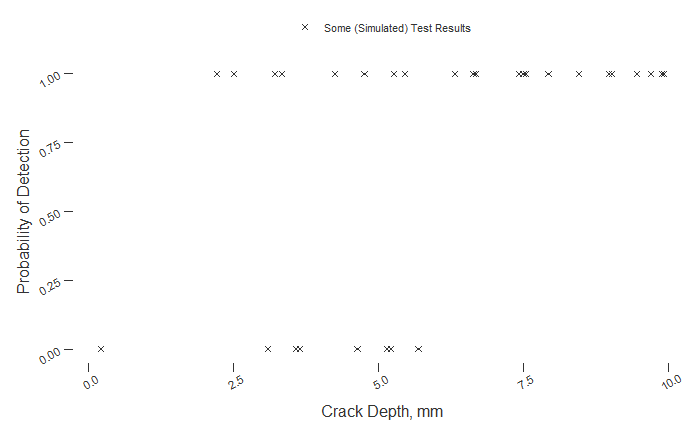 Some (Simulated) Test Results
1.00
0.75
0.50
0.25
0.00
Probability of Detection
0.0 2.5 5.0 7.5 10.0
Crack Depth, mm